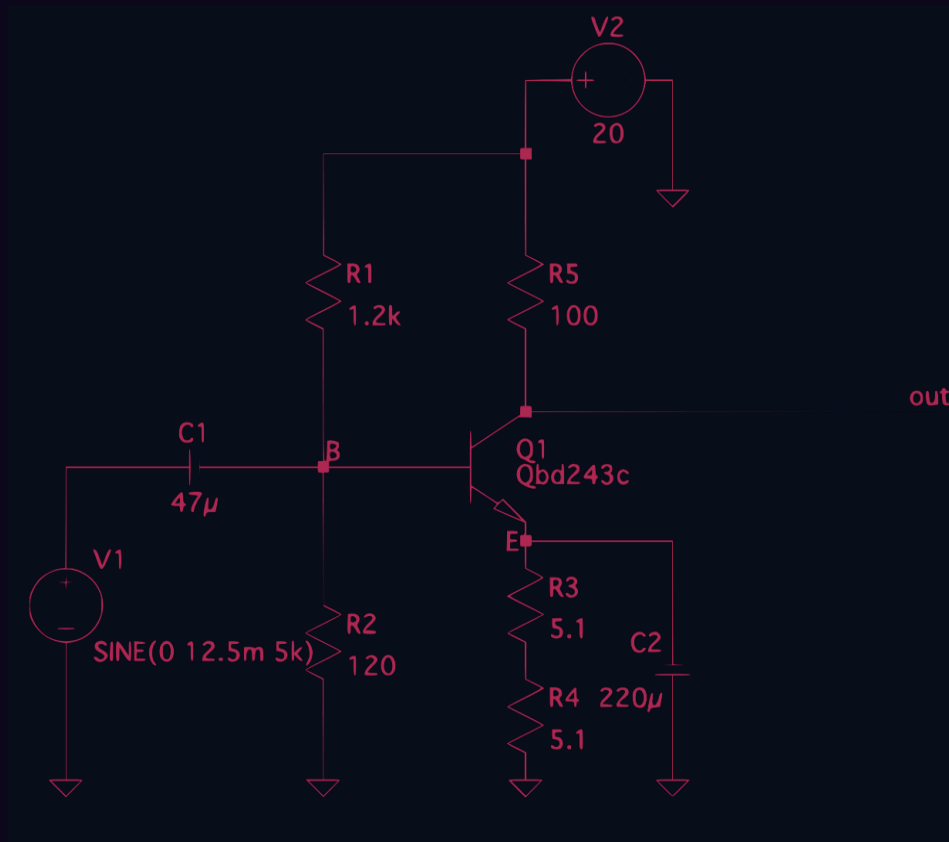 V2
+
20
R1
1.2k
R5
100
out
C1
47µ
B
Q1
Qbd243c
E
V1
+
−
SINE(0 12.5m 5k)
R2
120
R3
5.1
C2
220µ
R4
5.1